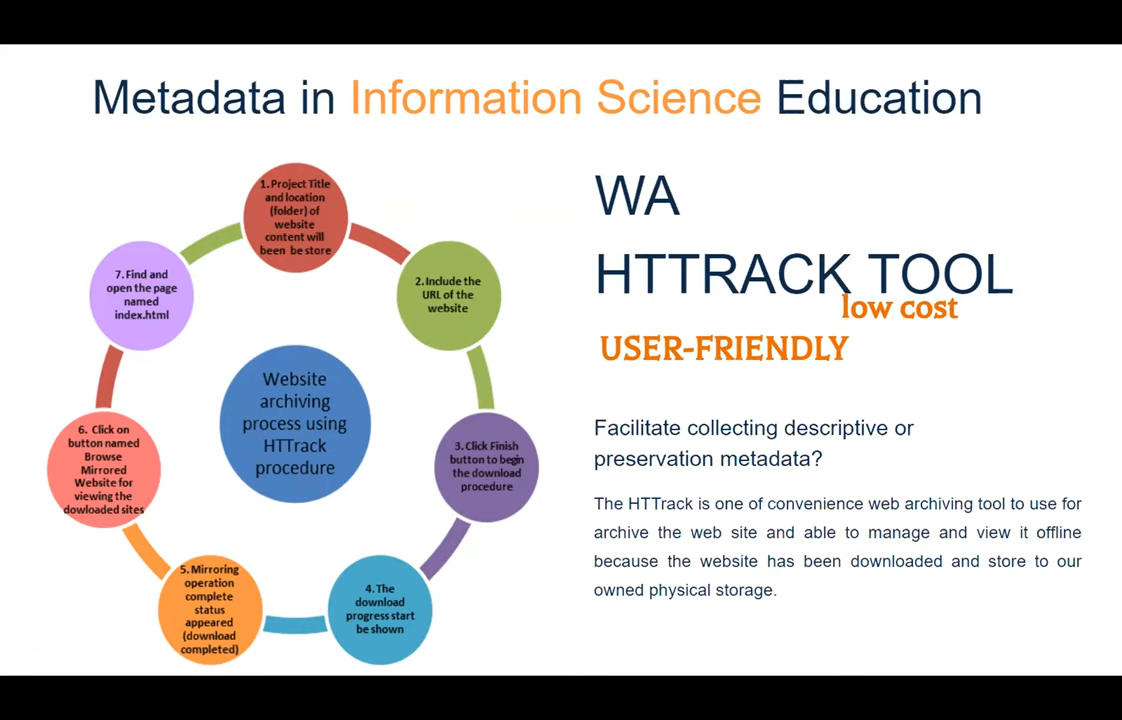 Metadata in Information Science Education
1. Project Title
and location
(folder) of
website
content will
been be store
2. Include the
URL of the
website
3. Click Finish
button to begin
the download
procedure
4. The
download
progress start
be shown
5. Mirroring
operation
complete
status
appeared
(download
completed)
6. Click on
button named
Browse
Mirrored
Website for
viewing the
dowloaded sites
7. Find and
open the page
named
index.html
Website
archiving
process using
HTTrack
procedure
WA
HTTRACK TOOL
low cost
USER-FRIENDLY
Facilitate collecting descriptive or
preservation metadata?
The HTTrack is one of convenience web archiving tool to use for
archive the web site and able to manage and view it offline
because the website has been downloaded and store to our
owned physical storage.